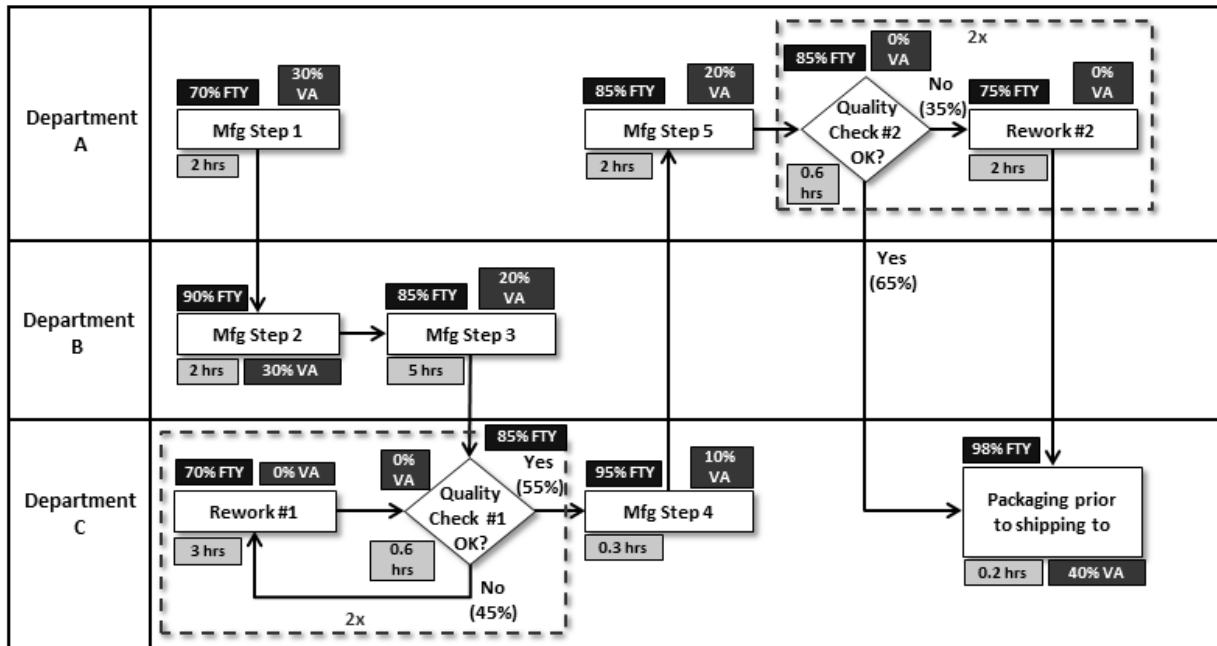 Department
A
70% FTY
30%
VA
Mfg Step 1
2 hrs
85% FTY
20%
VA
Mfg Step 5
2 hrs
2x
85% FTY
0%
VA
Quality
Check #2
OK?
0.6
hrs
No
(35%)
75% FTY
0%
VA
Rework #2
2 hrs
Yes
(65%)
Department
B
90% FTY
Mfg Step 2
2 hrs
30% VA
85% FTY
20%
VA
Mfg Step 3
5 hrs
Department
C
70% FTY
0% VA
Rework #1
3 hrs
0%
VA
85% FTY
Quality
Check #1
OK?
0.6
hrs
Yes
(55%)
No
(45%)
2x
95% FTY
10%
VA
Mfg Step 4
0.3 hrs
98% FTY
Packaging prior
to shipping to
0.2 hrs
40% VA